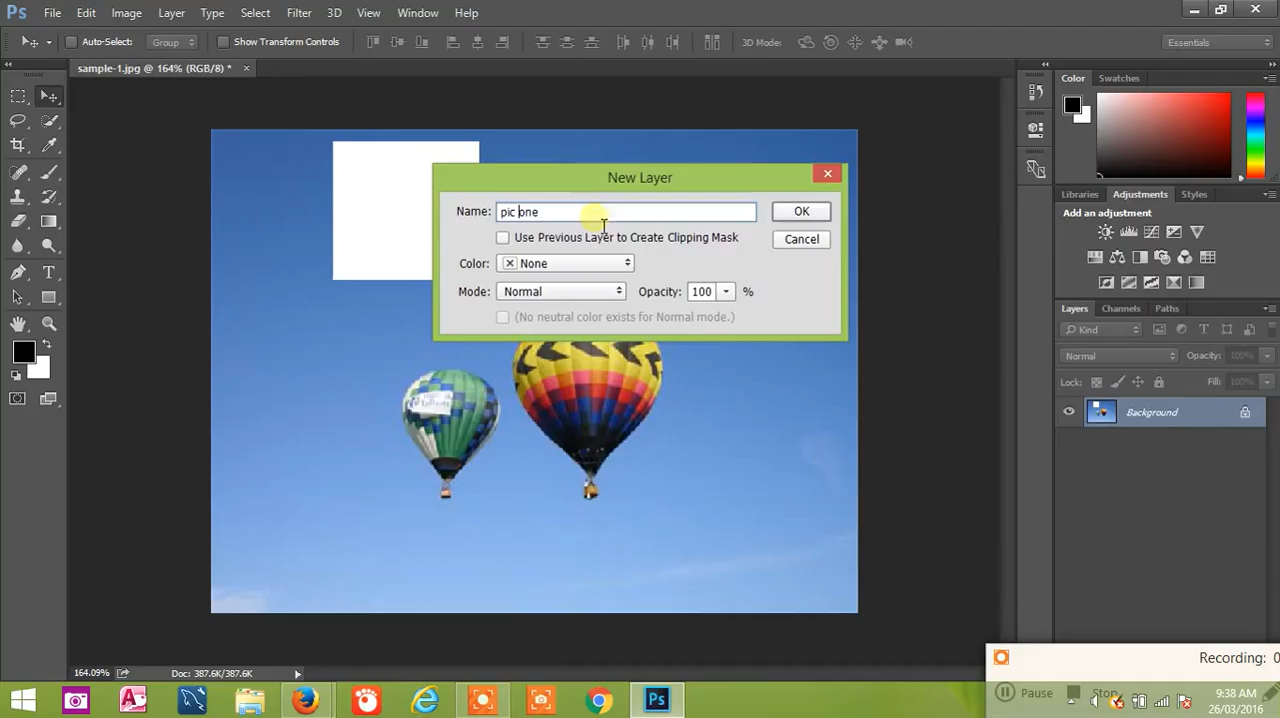 Ps File Edit Image Layer Type Select Filter 3D View Window Help
Auto-Select: Group Show Transform Controls 3D Mode: Essentials
sample-1.jpg @ 164% (RGB/8) * ×
Color Swatches
New Layer
Name: pic one OK
Use Previous Layer to Create Clipping Mask Cancel
Color: None
Mode: Normal Opacity: 100 %
(No neutral color exists for Normal mode.)
Libraries Adjustments Styles
Add an adjustment
Layers Channels Paths
Kind
Normal Opacity: 100%
Lock: Fill: 100%
Background
164.09% Doc: 387.6K/387.6K
Recording: 0
Pause Stop
Ps
9:38 AM
26/03/2016